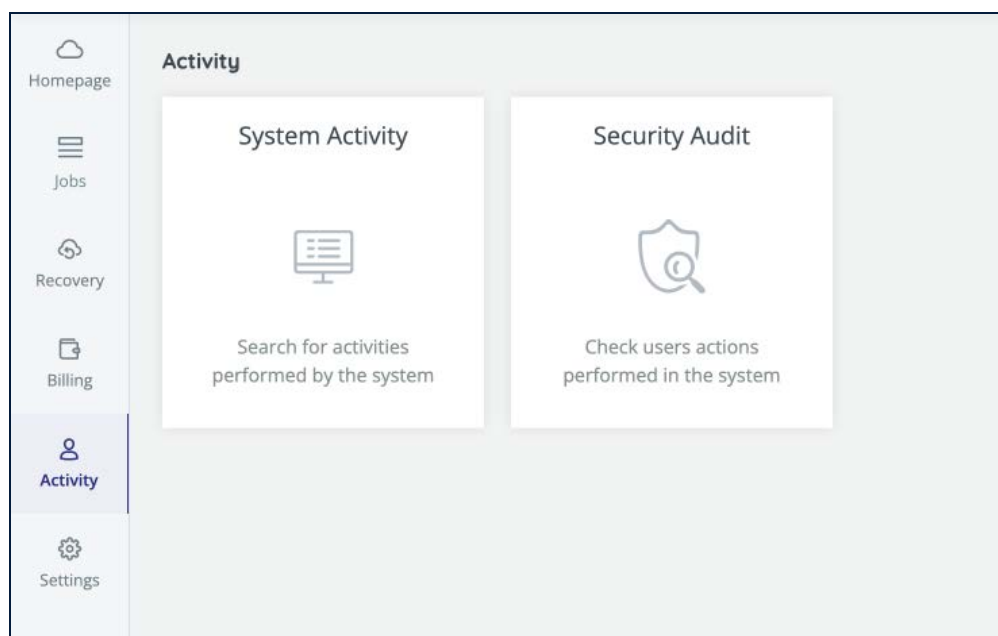 Homepage
Jobs
Recovery
Billing
Activity
Settings
Activity
System Activity
Search for activities
performed by the system
Security Audit
Check users actions
performed in the system